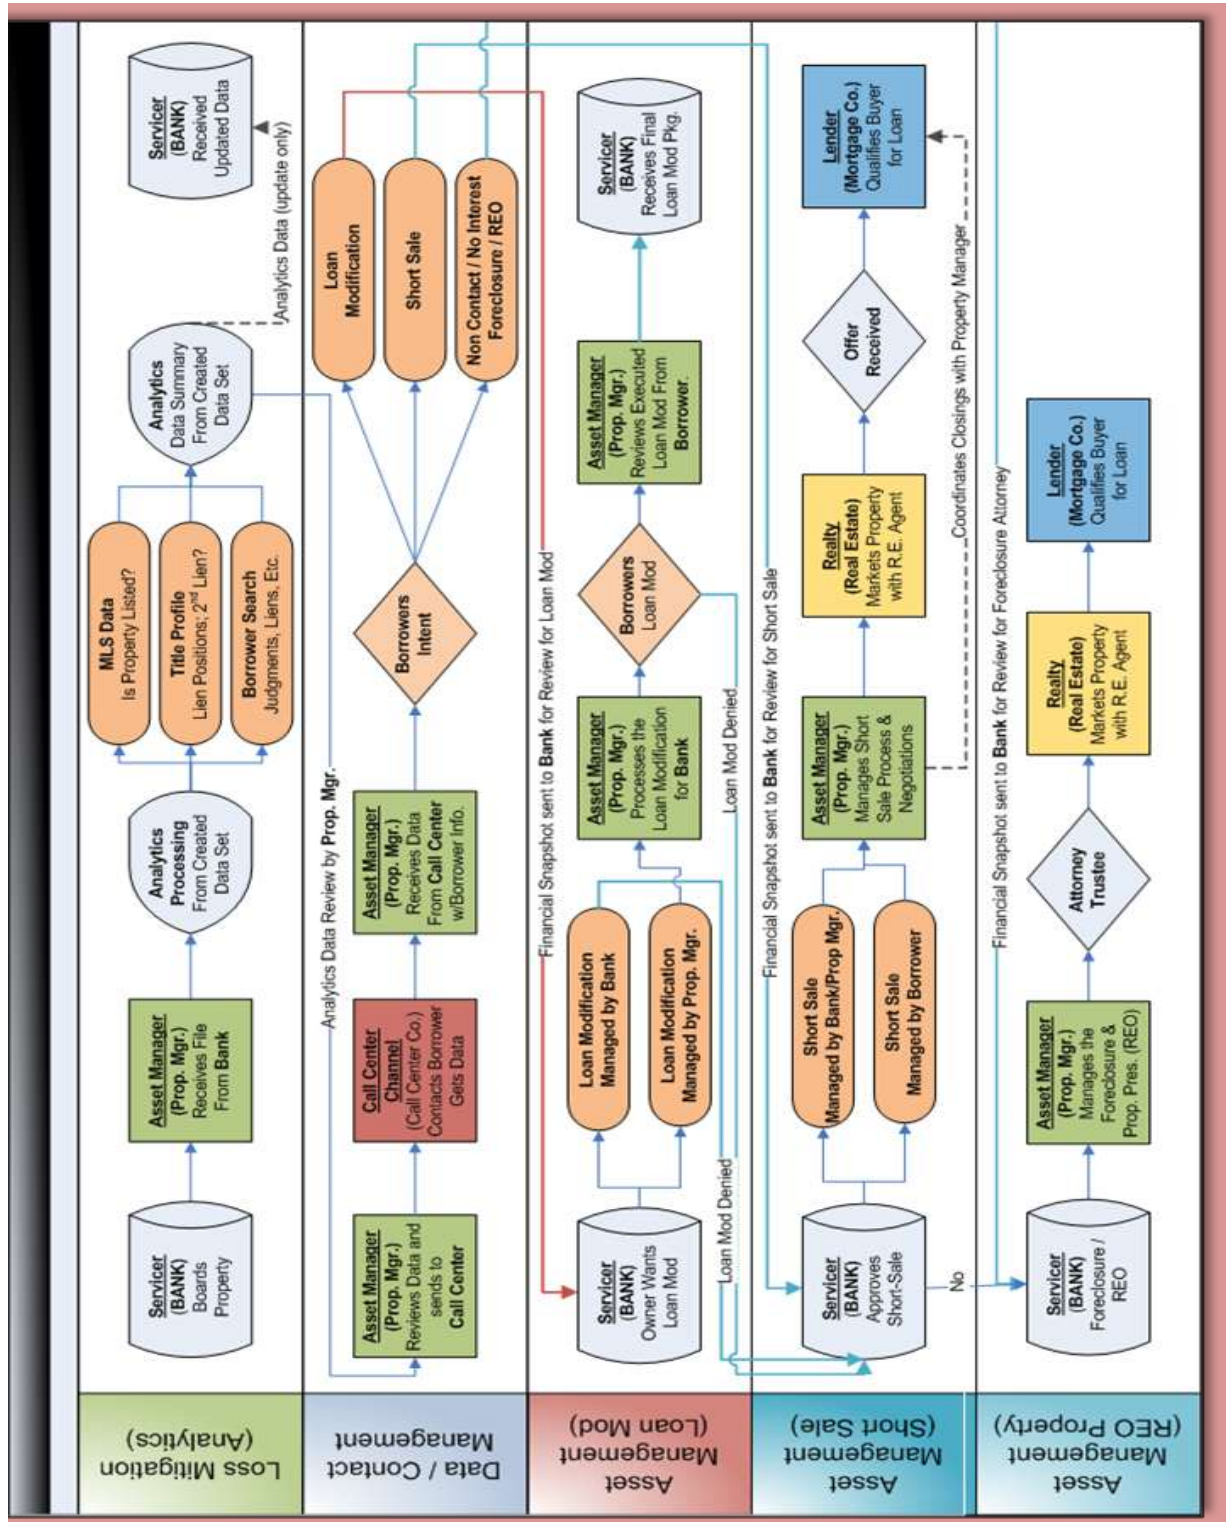 Loss Mitigation
(Analytics)
Servicer
(BANK)
Boards
Property
Asset Manager
(Prop. Mgr.)
Receives File
From Bank
Analytics
Processing
From Created
Data Set
MLS Data
Is Property Listed?
Title Profile
Lien Positions; 2nd Lien?
Borrower Search
Judgments, Liens, Etc.
Analytics
Data Summary
From Created
Data Set
Analytics Data (update only)
Servicer
(BANK)
Received
Updated Data
Data / Contact
Management
Analytics Data Review by Prop. Mgr.
Asset Manager
(Prop. Mgr.)
Reviews Data and
sends to
Call Center
Call Center
Channel
(Call Center Co.)
Contacts Borrower
Gets Data
Asset Manager
(Prop. Mgr.)
Receives Data
From Call Center
w/Borrower Info.
Borrowers
Intent
Loan
Modification
Short Sale
Non Contact / No Interest
Foreclosure / REO
Asset
Management
(Loan Mod)
Financial Snapshot sent to Bank for Review for Loan Mod
Servicer
(BANK)
Owner Wants
Loan Mod
Loan Modification
Managed by Bank
Loan Modification
Managed by Prop. Mgr.
Asset Manager
(Prop. Mgr.)
Processes the
Loan Modification
for Bank
Borrowers
Loan Mod
Asset Manager
(Prop. Mgr.)
Reviews Executed
Loan Mod From
Borrower.
Servicer
(BANK)
Receives Final
Loan Mod Pkg.
Loan Mod Denied
Loan Mod Denied
Asset
Management
(Short Sale)
Financial Snapshot sent to Bank for Review for Short Sale
Servicer
(BANK)
Approves
Short-Sale
Short Sale
Managed by Bank/Prop Mgr.
Short Sale
Managed by Borrower
Asset Manager
(Prop. Mgr.)
Manages Short
Sale Process &
Negotiations
Realty
(Real Estate)
Markets Property
with R.E. Agent
Offer
Received
Lender
(Mortgage Co.)
Qualifies Buyer
for Loan
Coordinates Closings with Property Manager
No
Asset
Management
(REO Property)
Financial Snapshot sent to Bank for Review for Foreclosure Attorney
Servicer
(BANK)
Foreclosure /
REO
Asset Manager
(Prop. Mgr.)
Manages the
Foreclosure &
Prop. Pres. (REO)
Attorney
Trustee
Realty
(Real Estate)
Markets Property
with R.E. Agent
Lender
(Mortgage Co.)
Qualifies Buyer
for Loan